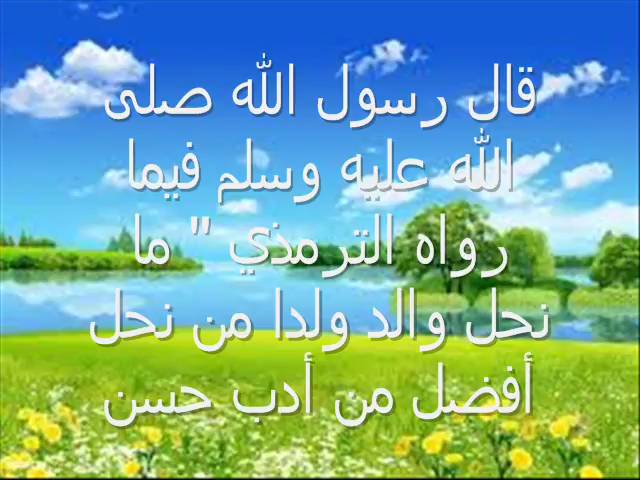 قال رسول الله صلى
الله عليه وسلم فيما
رواه الترمذي " ما
نحل والد ولدا من نحل
أفضل من أدب حسن